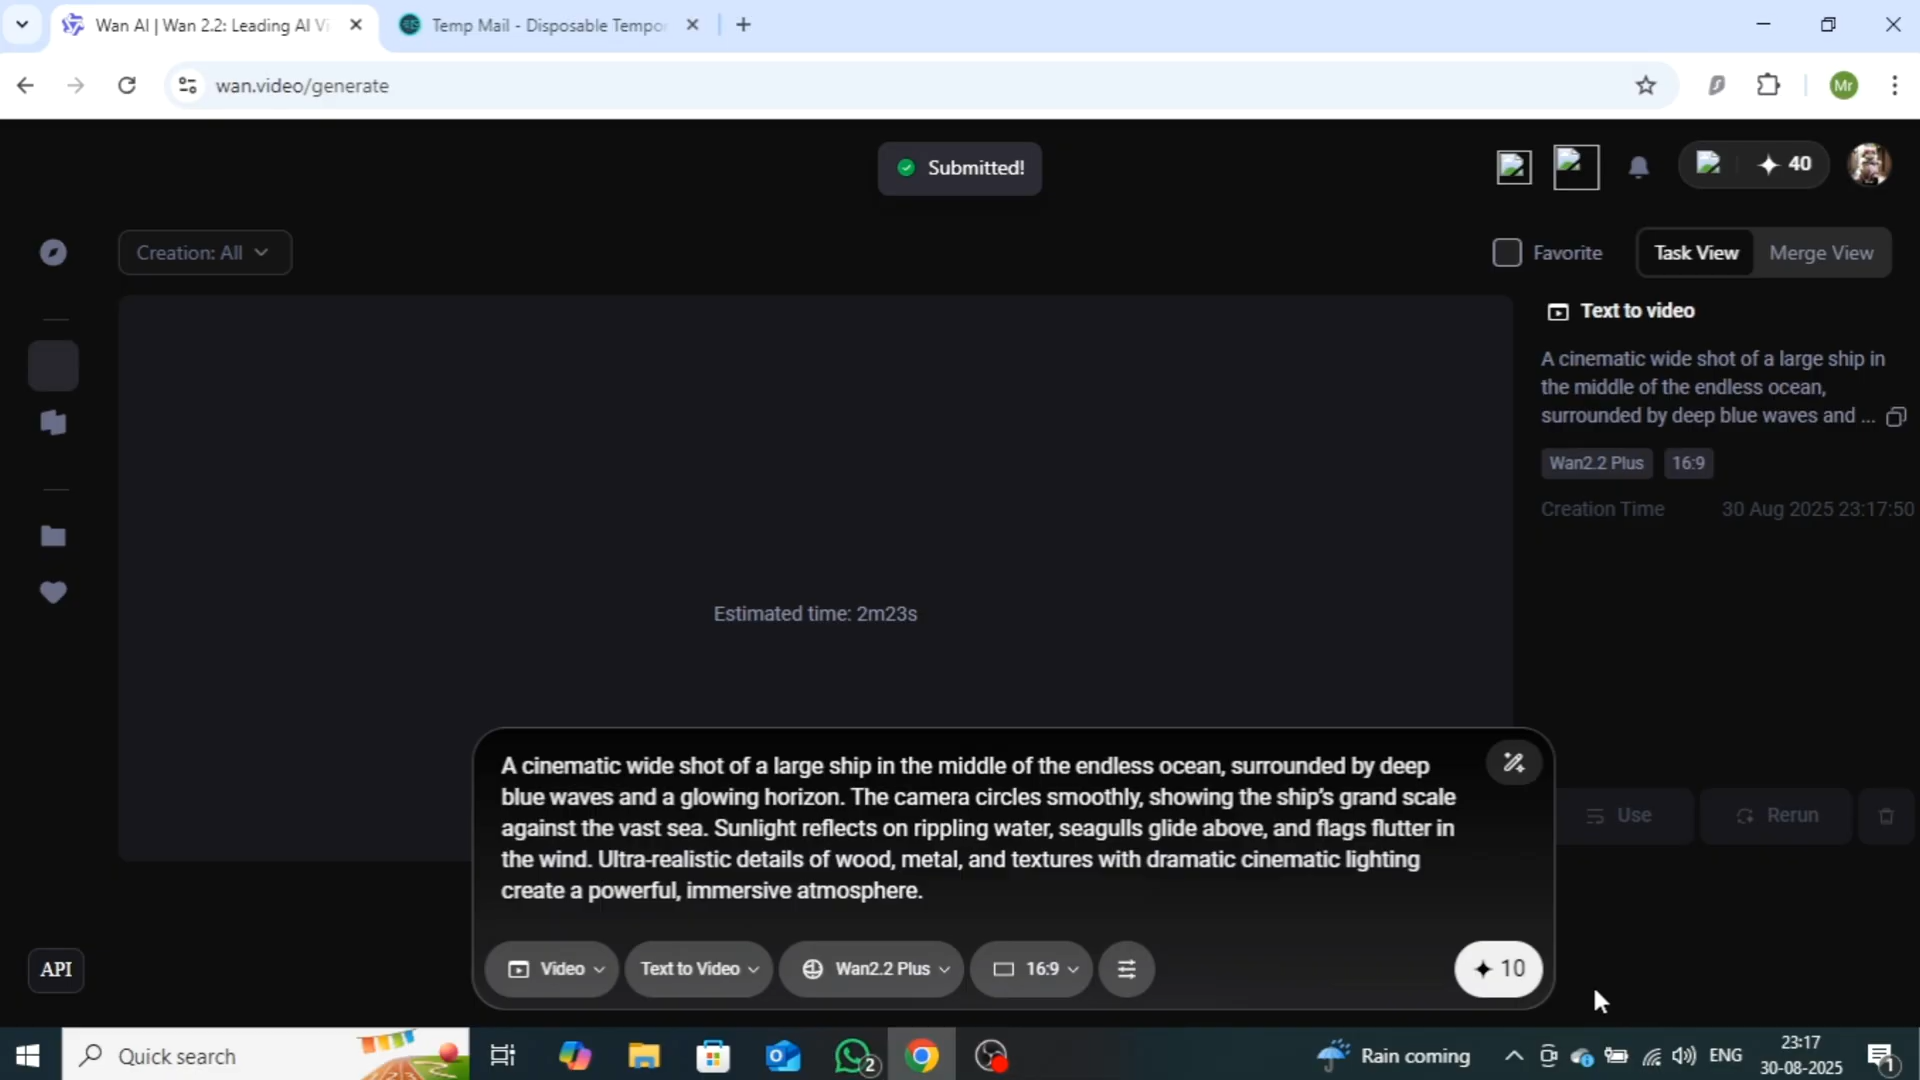 Wan AI | Wan 2.2: Leading AI Vi
Temp Mail - Disposable Tempor
wan.video/generate
Mr
Submitted!
40
Creation: All
Favorite
Task View
Merge View
Text to video
A cinematic wide shot of a large ship in
the middle of the endless ocean,
surrounded by deep blue waves and ...
Wan2.2 Plus
16:9
Creation Time
30 Aug 2025 23:17:50
Estimated time: 2m23s
A cinematic wide shot of a large ship in the middle of the endless ocean, surrounded by deep
blue waves and a glowing horizon. The camera circles smoothly, showing the ship's grand scale
against the vast sea. Sunlight reflects on rippling water, seagulls glide above, and flags flutter in
the wind. Ultra-realistic details of wood, metal, and textures with dramatic cinematic lighting
create a powerful, immersive atmosphere.
Use
Rerun
Video
Text to Video
Wan2.2 Plus
16:9
10
API
Quick search
2
Rain coming
ENG
23:17
30-08-2025
1